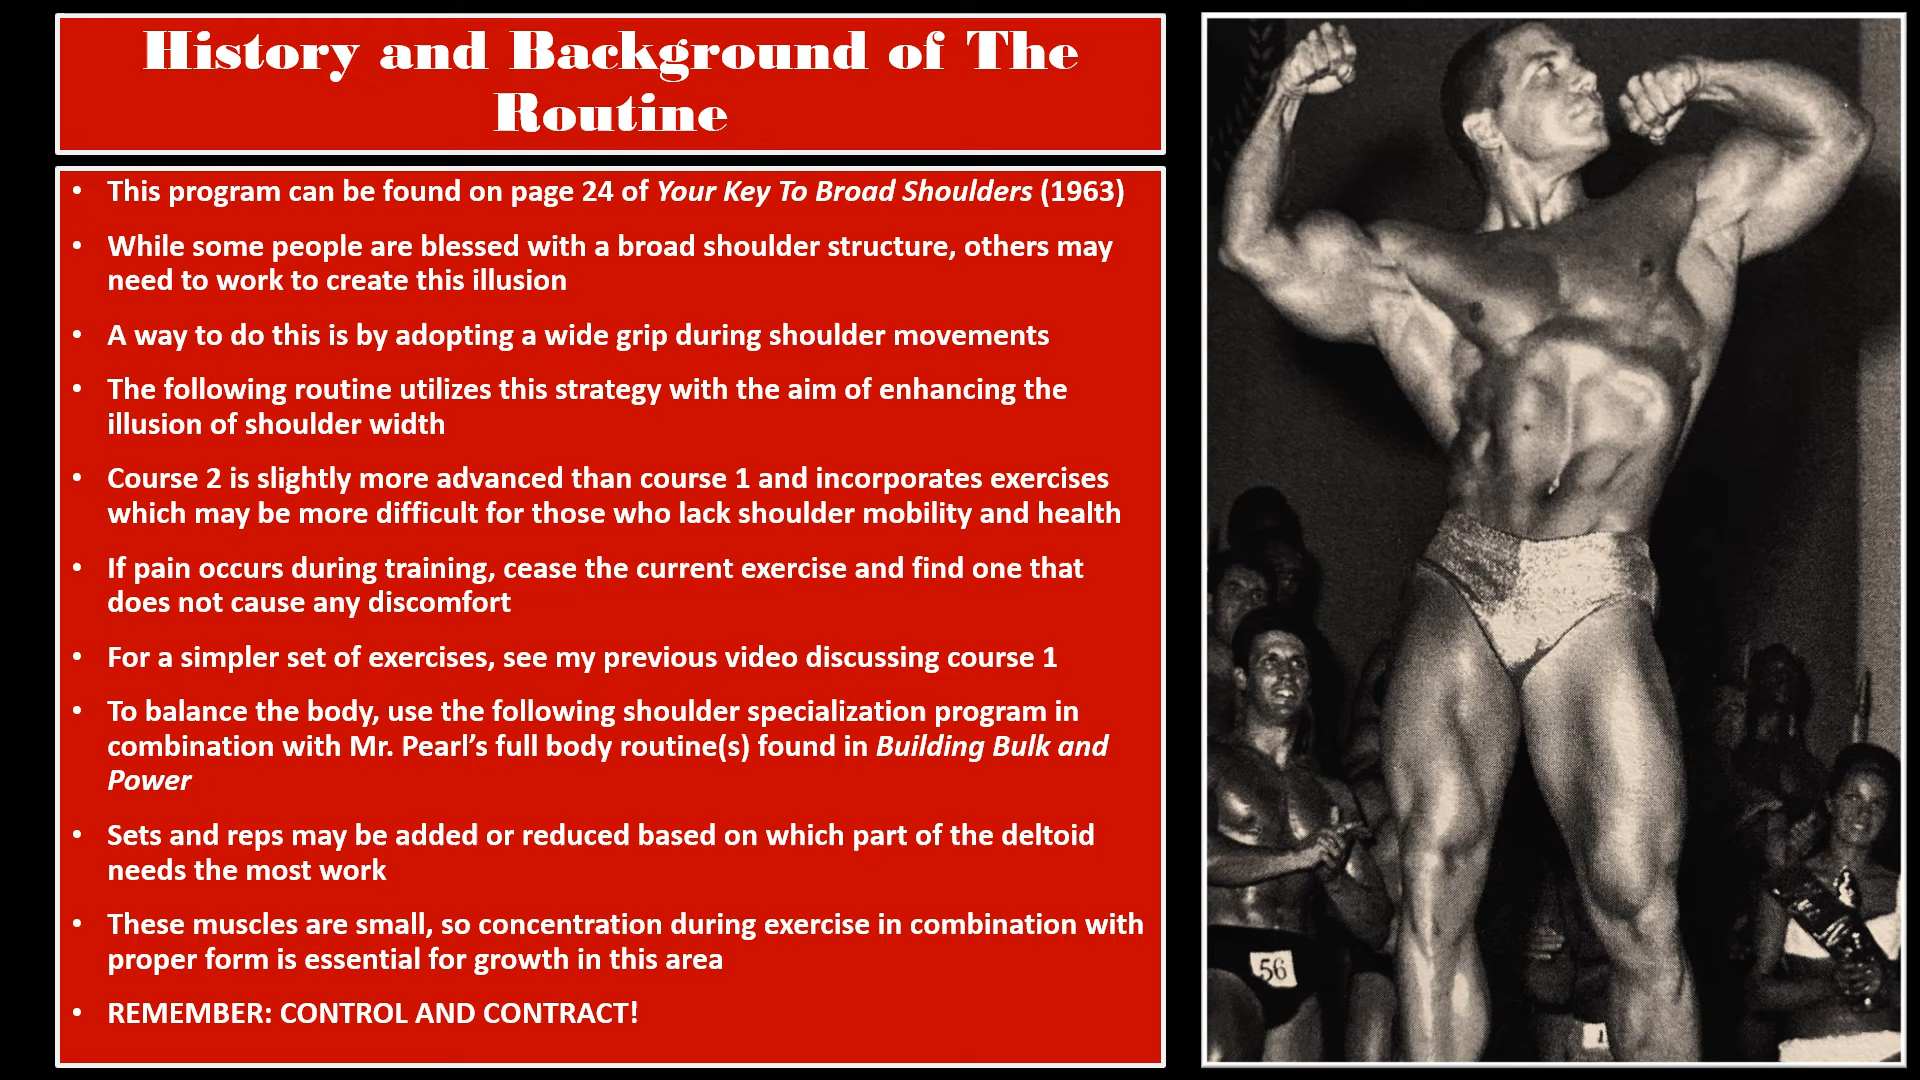 History and Background of The
Routine
• This program can be found on page 24 of Your Key To Broad Shoulders (1963)
• While some people are blessed with a broad shoulder structure, others may
need to work to create this illusion
• A way to do this is by adopting a wide grip during shoulder movements
• The following routine utilizes this strategy with the aim of enhancing the
illusion of shoulder width
• Course 2 is slightly more advanced than course 1 and incorporates exercises
which may be more difficult for those who lack shoulder mobility and health
• If pain occurs during training, cease the current exercise and find one that
does not cause any discomfort
• For a simpler set of exercises, see my previous video discussing course 1
• To balance the body, use the following shoulder specialization program in
combination with Mr. Pearl's full body routine(s) found in Building Bulk and
Power
• Sets and reps may be added or reduced based on which part of the deltoid
needs the most work
• These muscles are small, so concentration during exercise in combination with
proper form is essential for growth in this area
• REMEMBER: CONTROL AND CONTRACT!
56